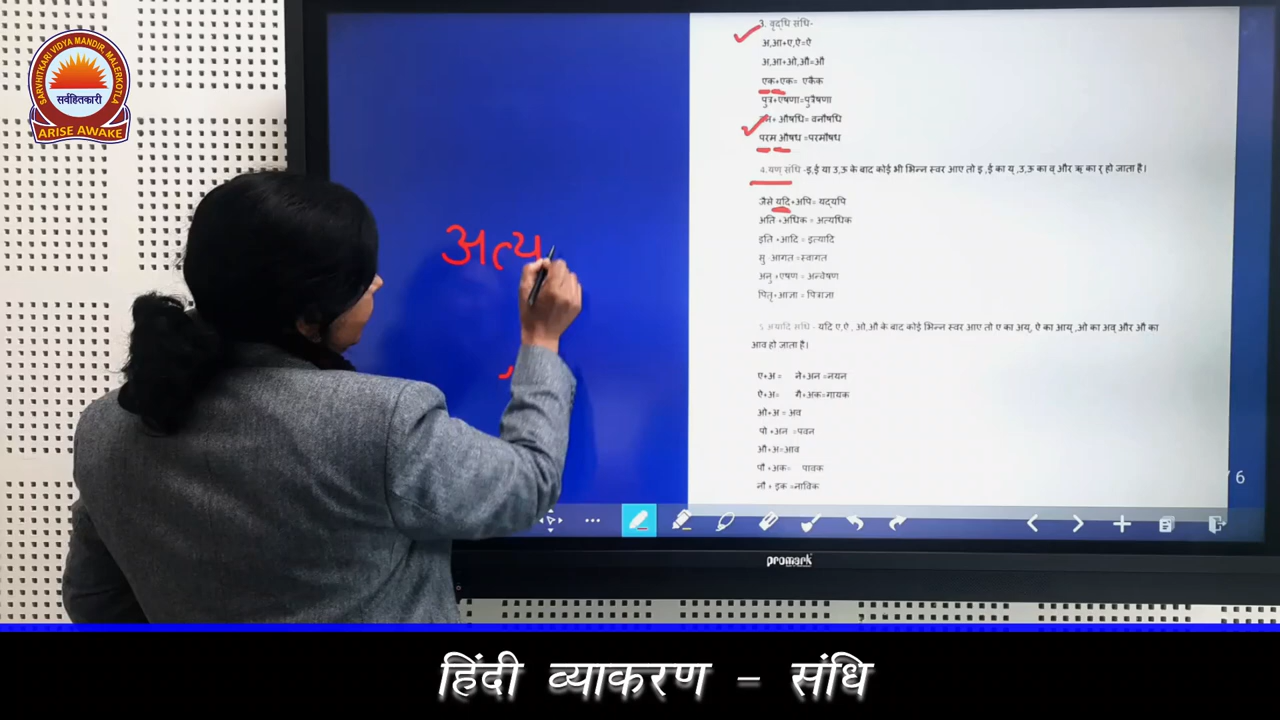 SARVHITKARI VIDYA MANDIR, MALERKOTLA
सर्वहितकारी
ARISE AWAKE
अत्य
3. वृद्धि संधि-
अ,आ+ए,ऐ=ऐ
अ,आ+ओ,औ=औ
एक+एक= एकैक
पुत्र+एषणा=पुत्रैषणा
वन+ औषधि= वनौषधि
परम औषध =परमौषध
4.यण् संधि -इ,ई या उ,ऊ के बाद कोई भी भिन्न स्वर आए तो इ ,ई का य् ,उ,ऊ का व् और ऋ का र् हो जाता है।
जैसे यदि+अपि= यद्यपि
अति +अधिक = अत्यधिक
इति +आदि = इत्यादि
सु आगत =स्वागत
अनु +एषण = अन्वेषण
पितृ+आज्ञा = पित्राज्ञा
5.अयादि संधि - यदि ए,ऐ , ओ,औ के बाद कोई भिन्न स्वर आए तो ए का अय्, ऐ का आय् ,ओ का अव् और औ का
आव हो जाता है।
ए+अ = ने+अन =नयन
ऐ+अ= गै+अक=गायक
ओ+अ = अव
पो +अन =पवन
औ+अ=आव
पौ +अक= पावक
नौ + इक =नाविक
/ 6
promark
हिंदी व्याकरण - संधि